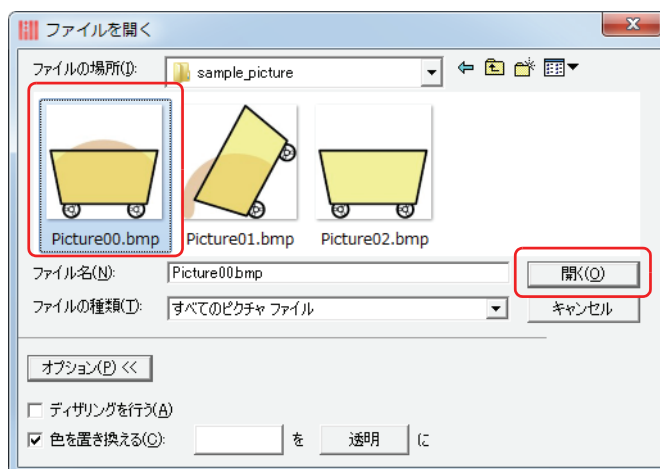 ファイルを開く
ファイルの場所(I):
sample_picture
Picture00.bmp
Picture01.bmp
Picture02.bmp
ファイル名(N):
Picture00.bmp
開く(O)
ファイルの種類(T):
すべてのピクチャ ファイル
キャンセル
オプション(P) <<
ディザリングを行う(A)
色を置き換える(C):
を
透明
に